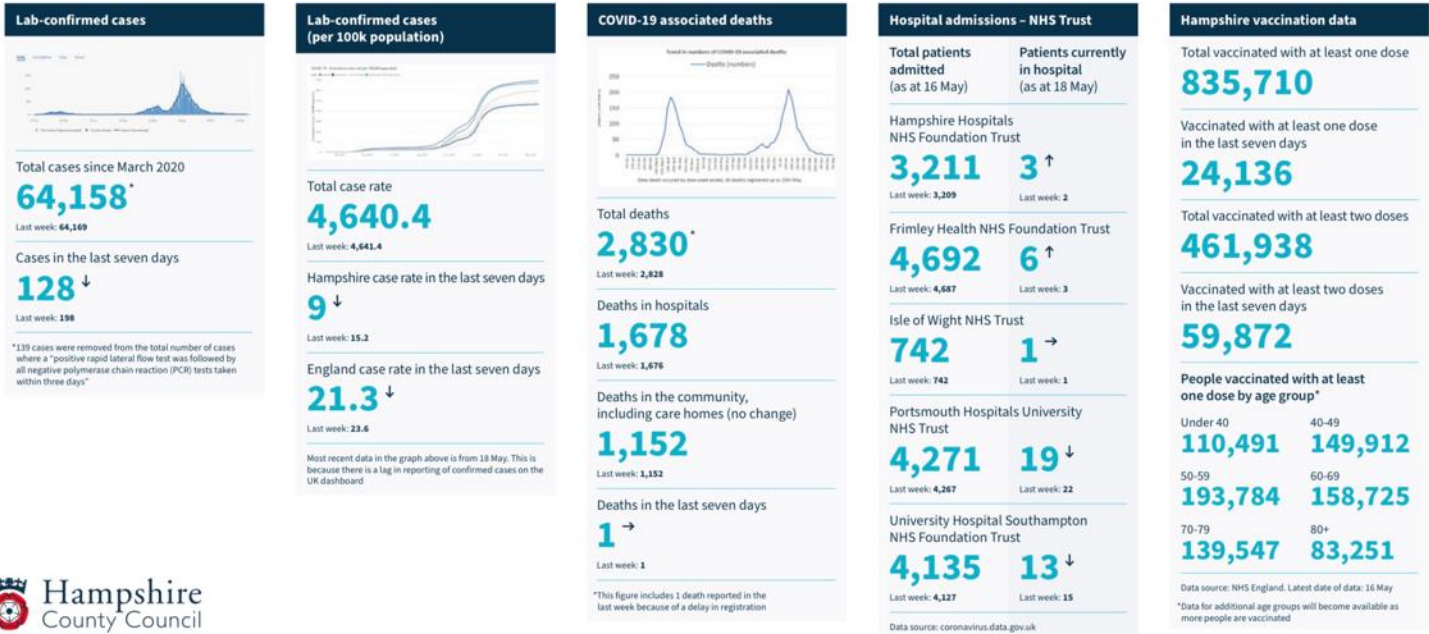 Lab-confirmed cases
Total cases since March 2020
64,158*
Last week: 64,169
Cases in the last seven days
128 ↓
Last week: 198
*139 cases were removed from the total number of cases
where a "positive rapid lateral flow test was followed by
all negative polymerase chain reaction (PCR) tests taken
within three days"
Lab-confirmed cases
(per 100k population)
Total case rate
4,640.4
Last week: 4,641.4
Hampshire case rate in the last seven days
9 ↓
Last week: 15.2
England case rate in the last seven days
21.3 ↓
Last week: 23.6
Most recent data in the graph above is from 18 May. This is
because there is a lag in reporting of confirmed cases on the
UK dashboard
COVID-19 associated deaths
Trend in numbers of COVID-19 associated deaths
Deaths (numbers)
250
200
150
100
50
0
Total deaths
2,830*
Last week: 2,828
Deaths in hospitals
1,678
Last week: 1,676
Deaths in the community,
including care homes (no change)
1,152
Last week: 1,152
Deaths in the last seven days
1 →
Last week: 1
*This figure includes 1 death reported in the
last week because of a delay in registration
Hospital admissions – NHS Trust
Total patients
admitted
(as at 16 May)
Patients currently
in hospital
(as at 18 May)
Hampshire Hospitals
NHS Foundation Trust
3,211 3 ↑
Last week: 3,209 Last week: 2
Frimley Health NHS Foundation Trust
4,692 6 ↑
Last week: 4,687 Last week: 3
Isle of Wight NHS Trust
742 1 →
Last week: 742 Last week: 1
Portsmouth Hospitals University
NHS Trust
4,271 19 ↓
Last week: 4,267 Last week: 22
University Hospital Southampton
NHS Foundation Trust
4,135 13 ↓
Last week: 4,127 Last week: 15
Data source: coronavirus.data.gov.uk
Hampshire vaccination data
Total vaccinated with at least one dose
835,710
Vaccinated with at least one dose
in the last seven days
24,136
Total vaccinated with at least two doses
461,938
Vaccinated with at least two doses
in the last seven days
59,872
People vaccinated with at least
one dose by age group*
Under 40 40-49
110,491 149,912
50-59 60-69
193,784 158,725
70-79 80+
139,547 83,251
Data source: NHS England. Latest date of data: 16 May
*Data for additional age groups will become available as
more people are vaccinated
Hampshire
County Council